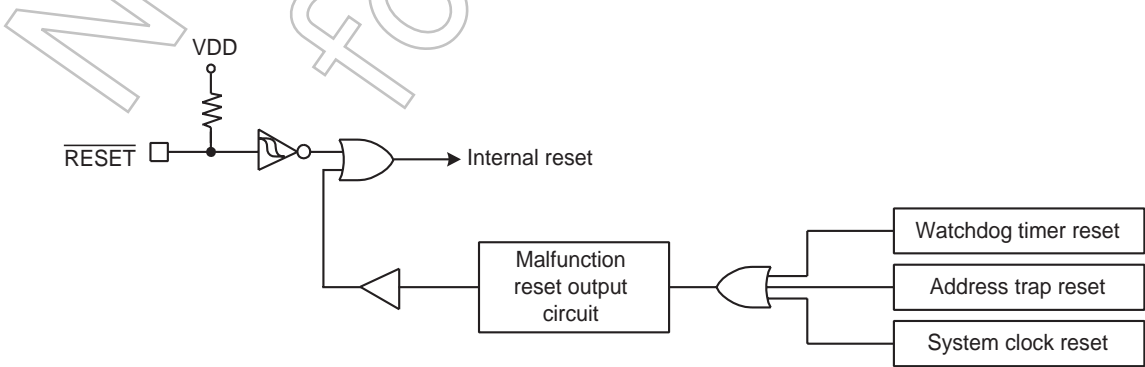 VDD
RESET
Internal reset
Watchdog timer reset
Malfunction
reset output
circuit
Address trap reset
System clock reset